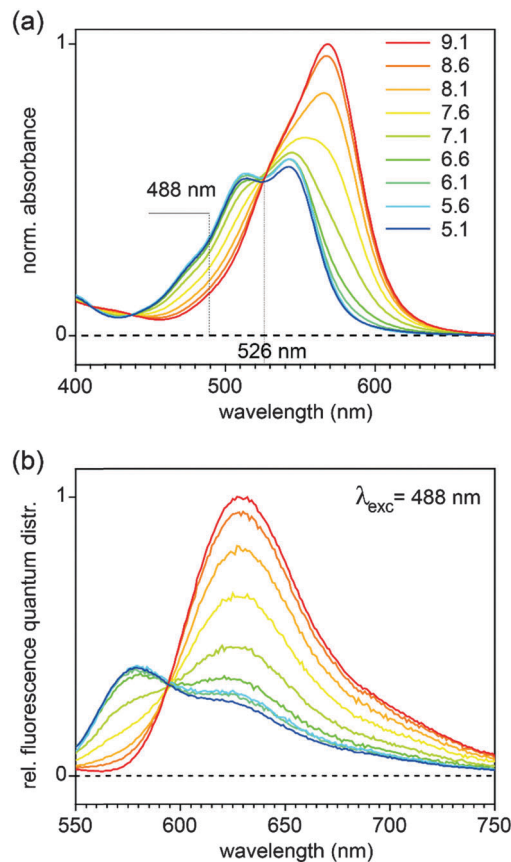 (a)
1
norm. absorbance
0
488 nm
526 nm
9.1
8.6
8.1
7.6
7.1
6.6
6.1
5.6
5.1
400
500
600
wavelength (nm)
(b)
1
rel. fluorescence quantum distr.
0
λexc= 488 nm
550
600
650
700
750
wavelength (nm)